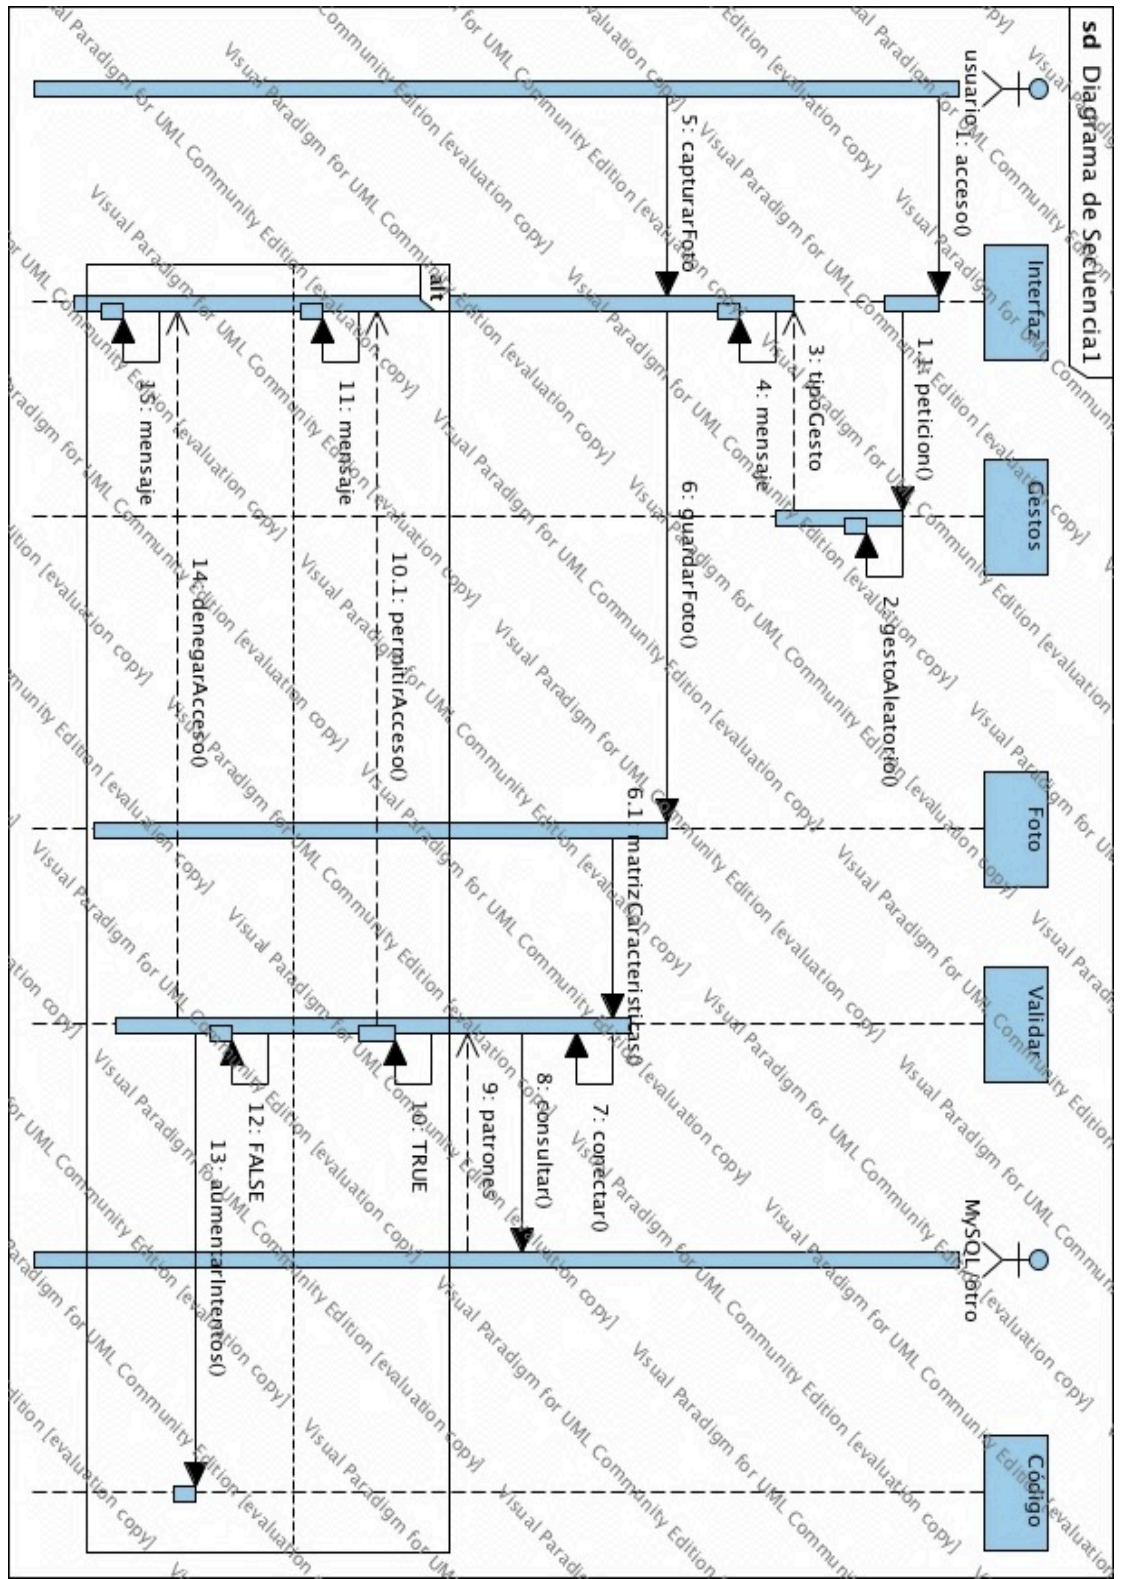 sd Diagrama de Secuencia1
usuario
Interfaz
Gestos
Foto
Validar
MySQL/otro
Código
1: acceso()
1.1: peticion()
2: gestoAleatorio()
3: tipoGesto
4: mensaje
5: capturarFoto
6: guardarFoto()
6.1: matrizCaracteristicas()
7: conectar()
8: consultar()
9: patrones
alt
10: TRUE
10.1: permitirAcceso()
11: mensaje
12: FALSE
13: aumentarIntentos()
14: denegarAcceso()
15: mensaje
Visual Paradigm for UML Community Edition [evaluation copy]